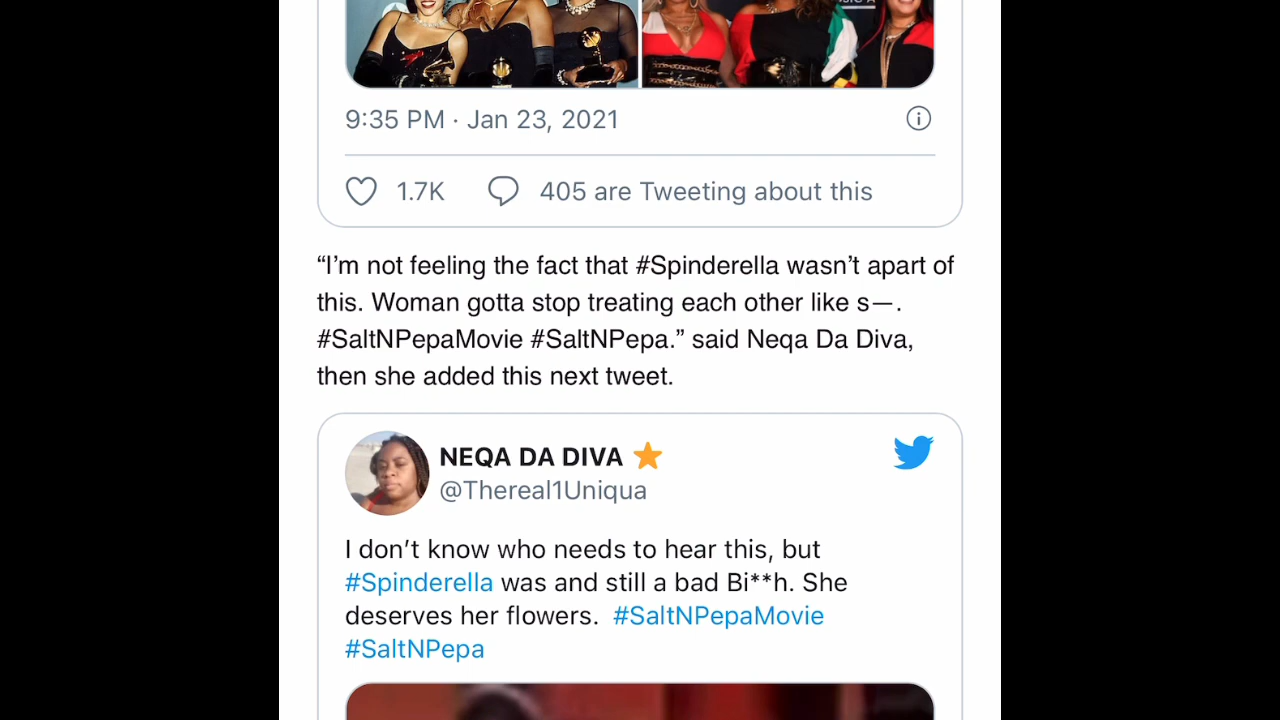 9:35 PM · Jan 23, 2021
1.7K 405 are Tweeting about this
“I’m not feeling the fact that #Spinderella wasn’t apart of
this. Woman gotta stop treating each other like s—.
#SaltNPepaMovie #SaltNPepa.” said Neqa Da Diva,
then she added this next tweet.
NEQA DA DIVA
@Thereal1Uniqua
I don’t know who needs to hear this, but
#Spinderella was and still a bad Bi**h. She
deserves her flowers. #SaltNPepaMovie
#SaltNPepa